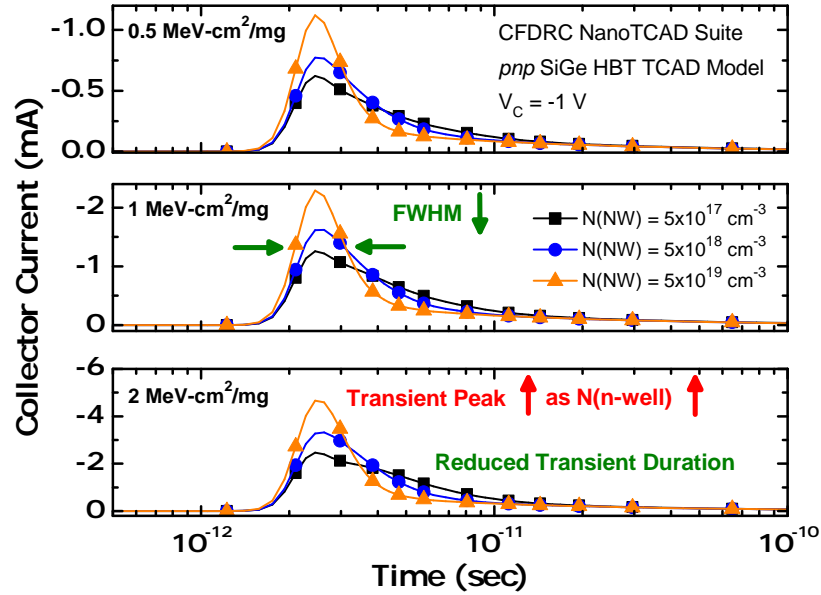 0.5 MeV-cm²/mg
CFDRC NanoTCAD Suite
pnp SiGe HBT TCAD Model
V_C = -1 V
-1.0
-0.5
0.0
1 MeV-cm²/mg
FWHM
N(NW) = 5x10¹⁷ cm⁻³
N(NW) = 5x10¹⁸ cm⁻³
N(NW) = 5x10¹⁹ cm⁻³
-2
-1
0
2 MeV-cm²/mg
Transient Peak
as N(n-well)
Reduced Transient Duration
-6
-4
-2
0
10⁻¹²
10⁻¹¹
10⁻¹⁰
Time (sec)
Collector Current (mA)